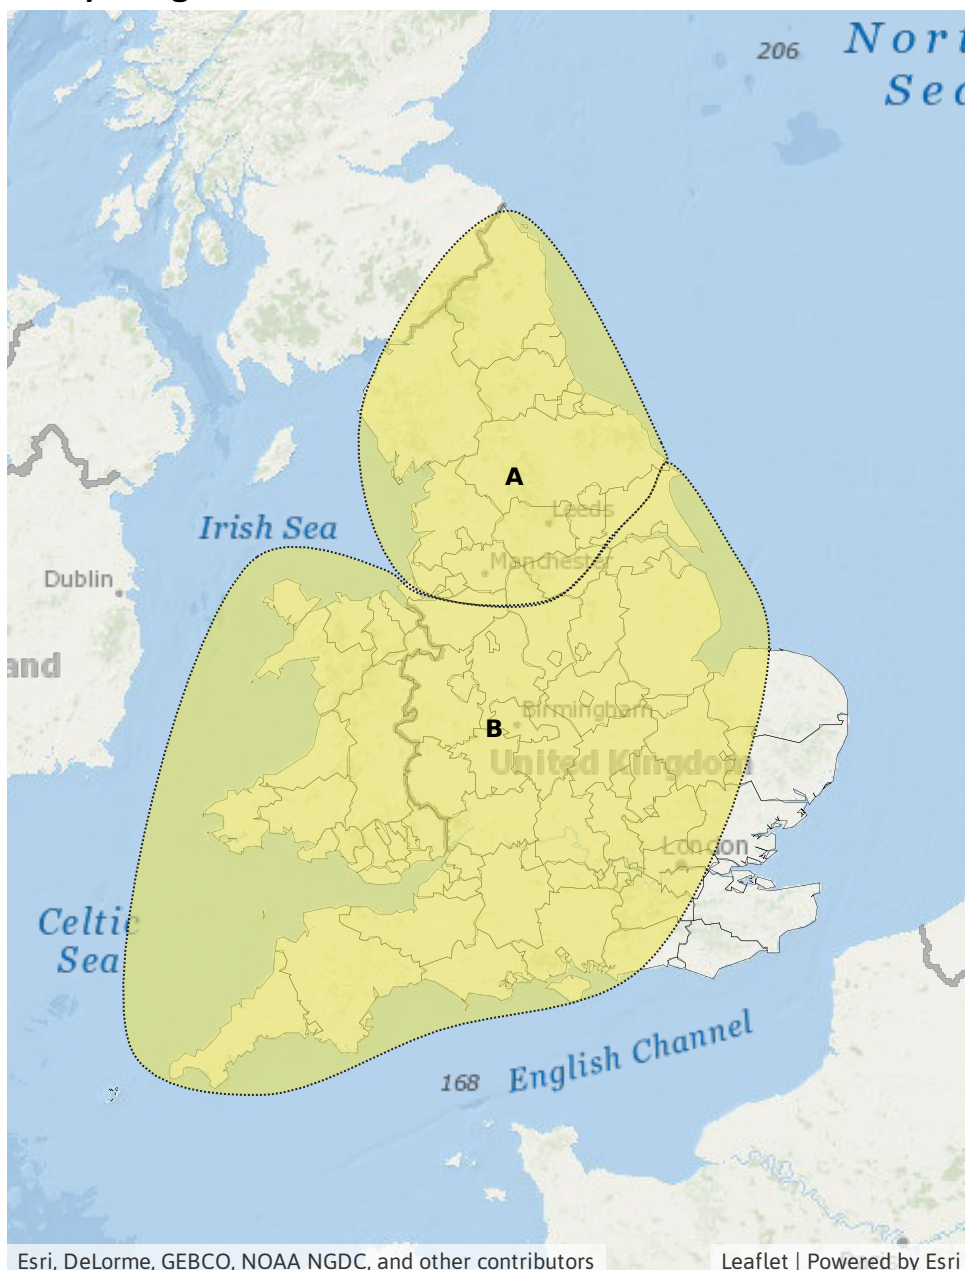 206
Nort
Sea
A
Leeds
Irish Sea
Manchester
Dublin
and
Birmingham
B
United Kingdom
London
Celtic
Sea
English Channel
168
Esri, DeLorme, GEBCO, NOAA NGDC, and other contributors
Leaflet | Powered by Esri